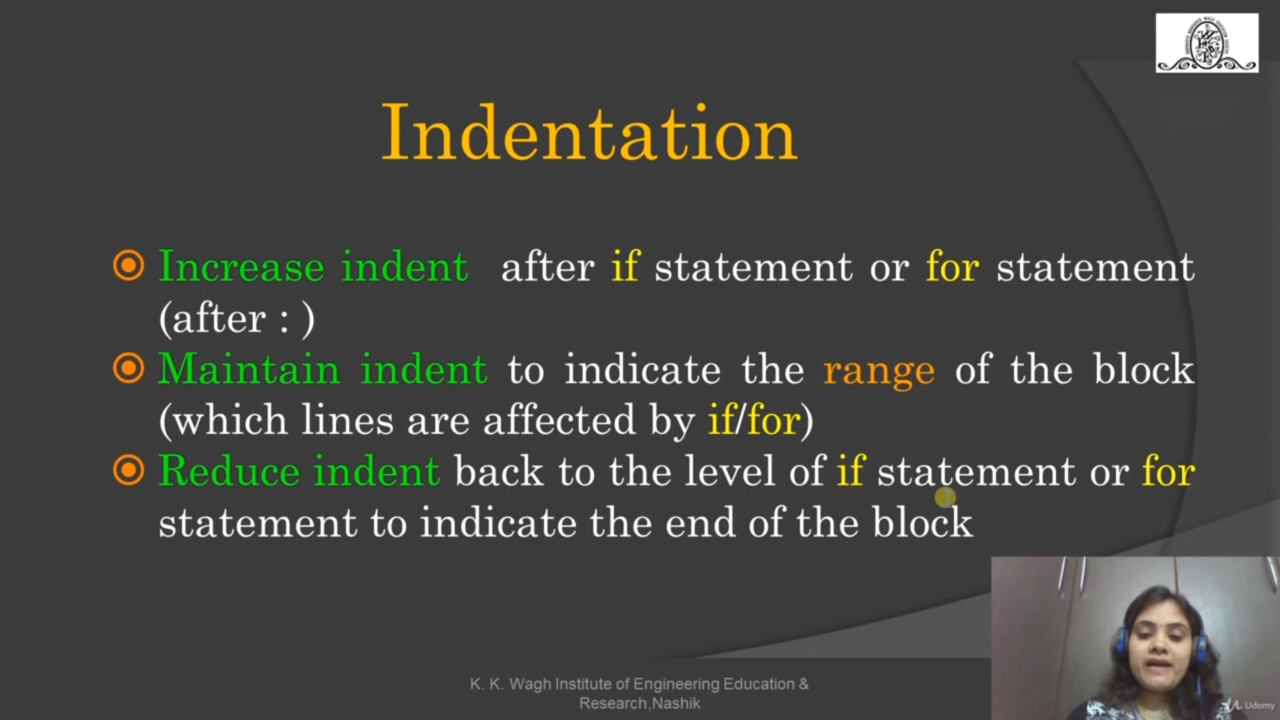 Indentation
Increase indent after if statement or for statement
(after : )
Maintain indent to indicate the range of the block
(which lines are affected by if/for)
Reduce indent back to the level of if statement or for
statement to indicate the end of the block
K. K. Wagh Institute of Engineering Education &
Research,Nashik
Udemy